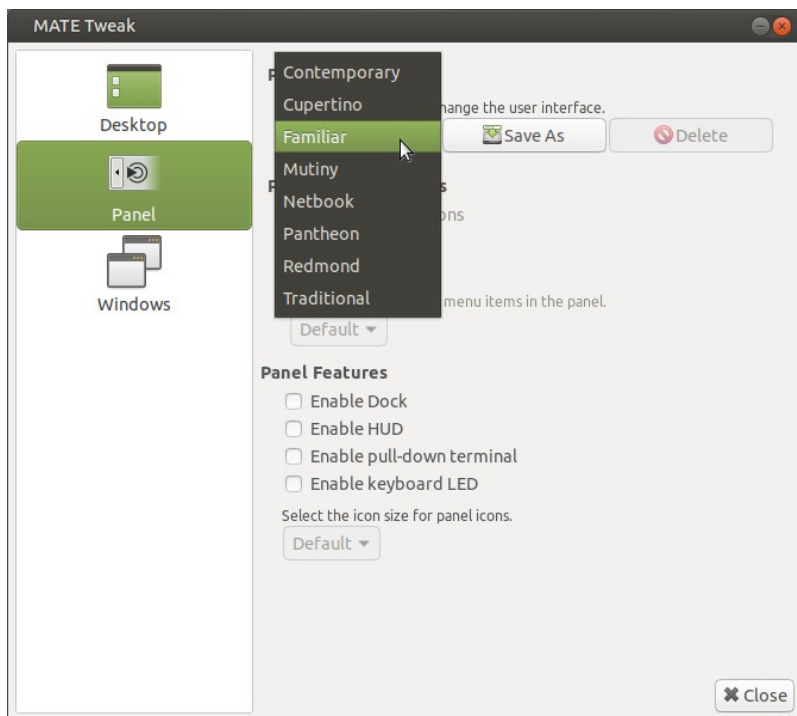 MATE Tweak
Desktop
Panel
Windows
Contemporary
Cupertino
hange the user interface.
Familiar
Save As
Delete
Mutiny
Netbook
Pantheon
Redmond
Traditional
menu items in the panel.
Default
Panel Features
Enable Dock
Enable HUD
Enable pull-down terminal
Enable keyboard LED
Select the icon size for panel icons.
Default
Close